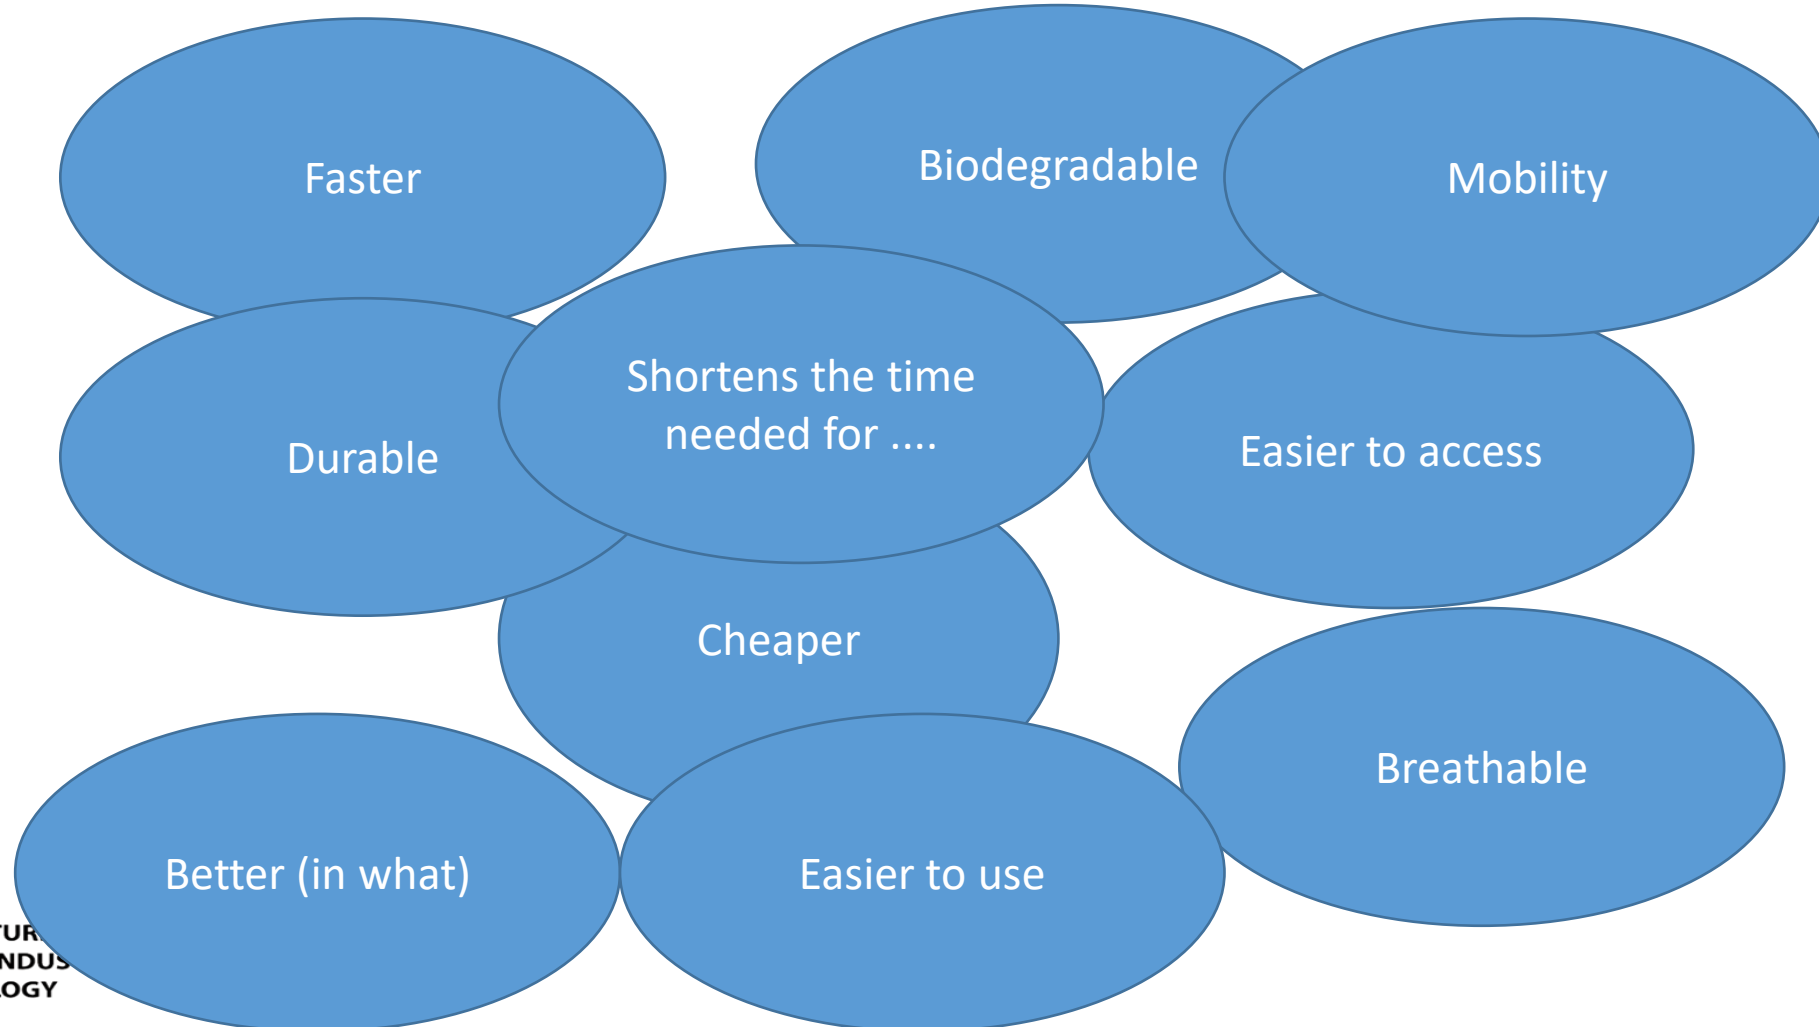 Faster
Biodegradable
Mobility
Shortens the time
needed for ....
Durable
Easier to access
Cheaper
Breathable
Better (in what)
Easier to use